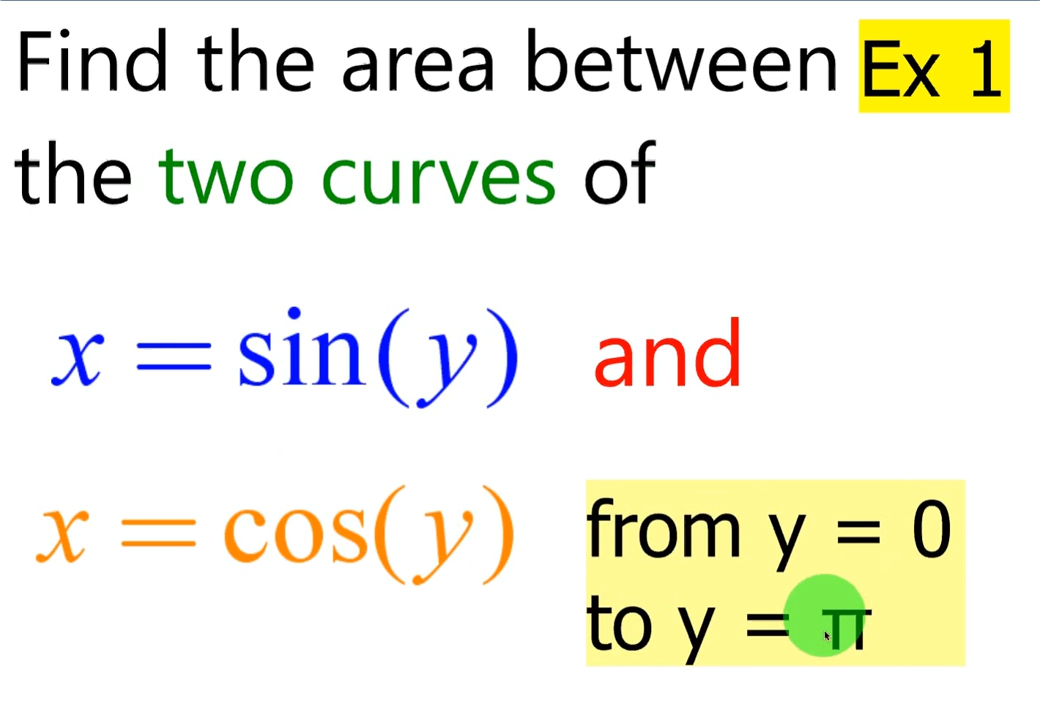 Find the area between Ex 1
the two curves of
x = sin(y) and
x = cos(y) from y = 0
to y = π